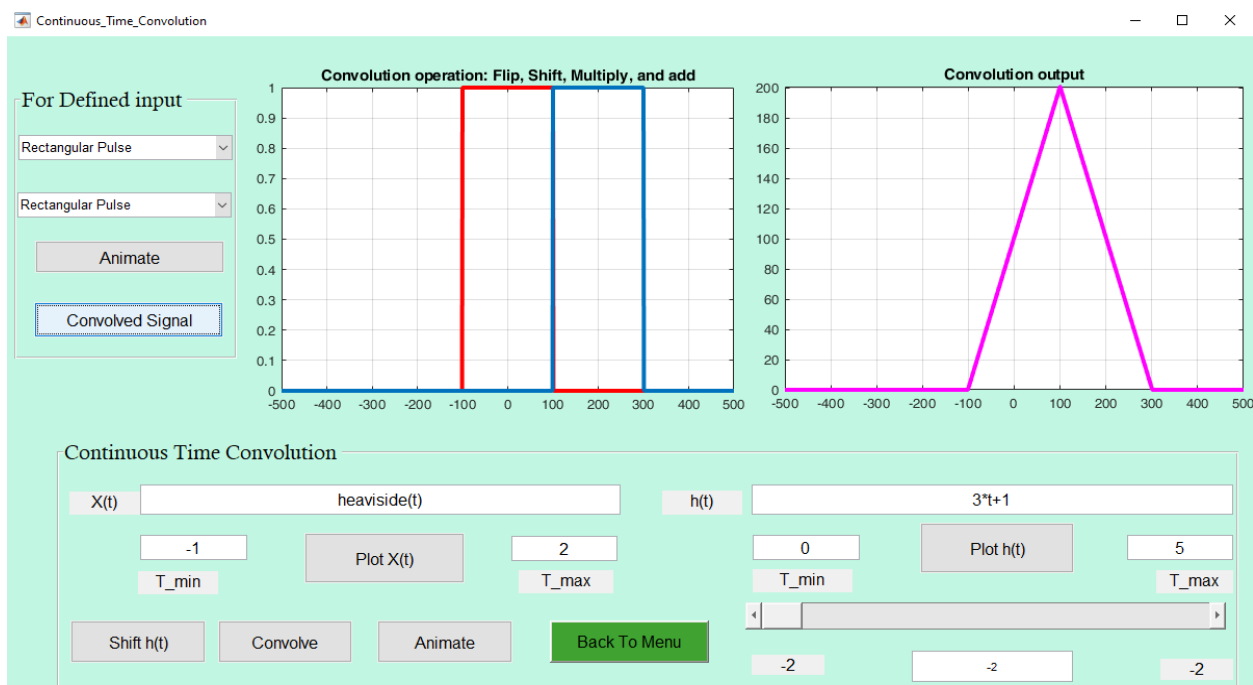 Continuous_Time_Convolution
For Defined input
Rectangular Pulse
Rectangular Pulse
Animate
Convolved Signal
Convolution operation: Flip, Shift, Multiply, and add
1
0.9
0.8
0.7
0.6
0.5
0.4
0.3
0.2
0.1
0
-500 -400 -300 -200 -100 0 100 200 300 400 500
Convolution output
200
180
160
140
120
100
80
60
40
20
0
-500 -400 -300 -200 -100 0 100 200 300 400 500
Continuous Time Convolution
X(t) heaviside(t) h(t) 3*t+1
-1 Plot X(t) 2 0 Plot h(t) 5
T_min T_max T_min T_max
Shift h(t) Convolve Animate Back To Menu
-2 -2 -2